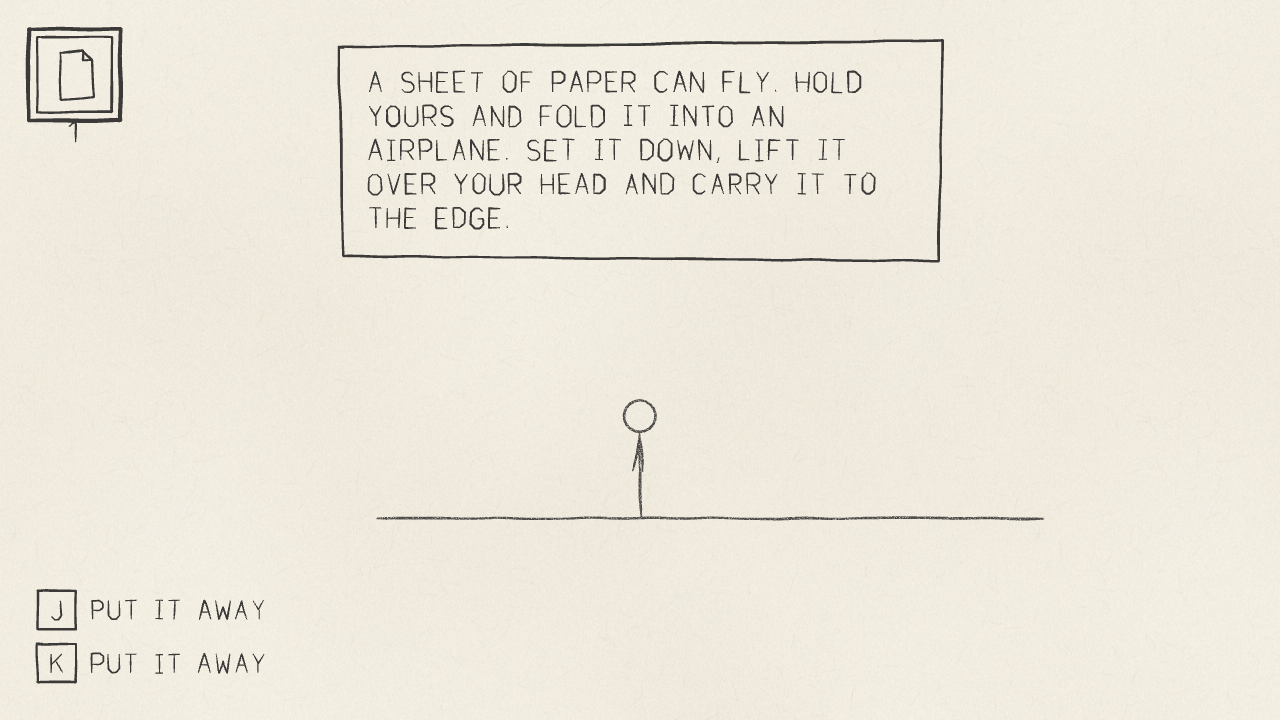 A SHEET OF PAPER CAN FLY. HOLD
YOURS AND FOLD IT INTO AN
AIRPLANE. SET IT DOWN, LIFT IT
OVER YOUR HEAD AND CARRY IT TO
THE EDGE.
J PUT IT AWAY
K PUT IT AWAY